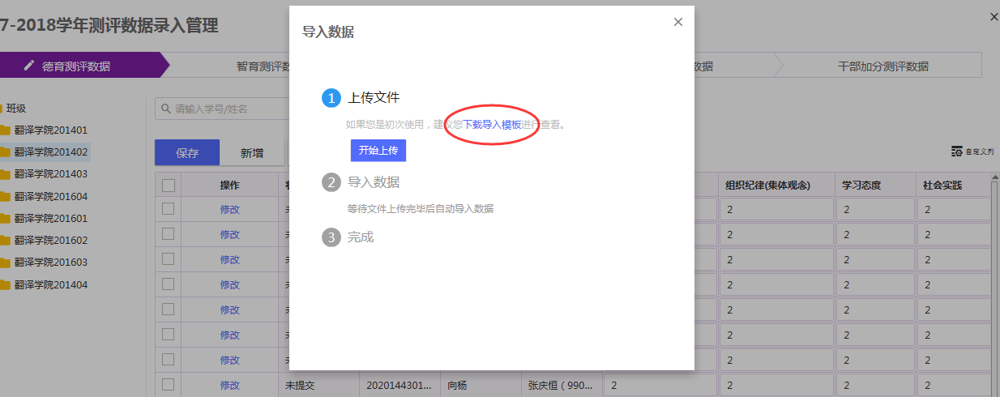 7-2018学年测评数据录入管理
德育测评数据
智育测评数
数据
干部加分测评数据
导入数据
1 上传文件
如果您是初次使用，建议您下载导入模板进行查看。
开始上传
2 导入数据
等待文件上传完毕后自动导入数据
3 完成
班级
翻译学院201401
翻译学院201402
翻译学院201403
翻译学院201604
翻译学院201601
翻译学院201602
翻译学院201603
翻译学院201404
请输入学号/姓名
保存 新增
自定义列
操作 组织纪律(集体观念) 学习态度 社会实践
修改 未 2 2 2
修改 未 2 2 2
修改 未 2 2 2
修改 未 2 2 2
修改 未 2 2 2
修改 未 2 2 2
修改 未 2 2 2
修改 未提交 2020144301... 向杨 张庆恒（990... 2 2 2 2